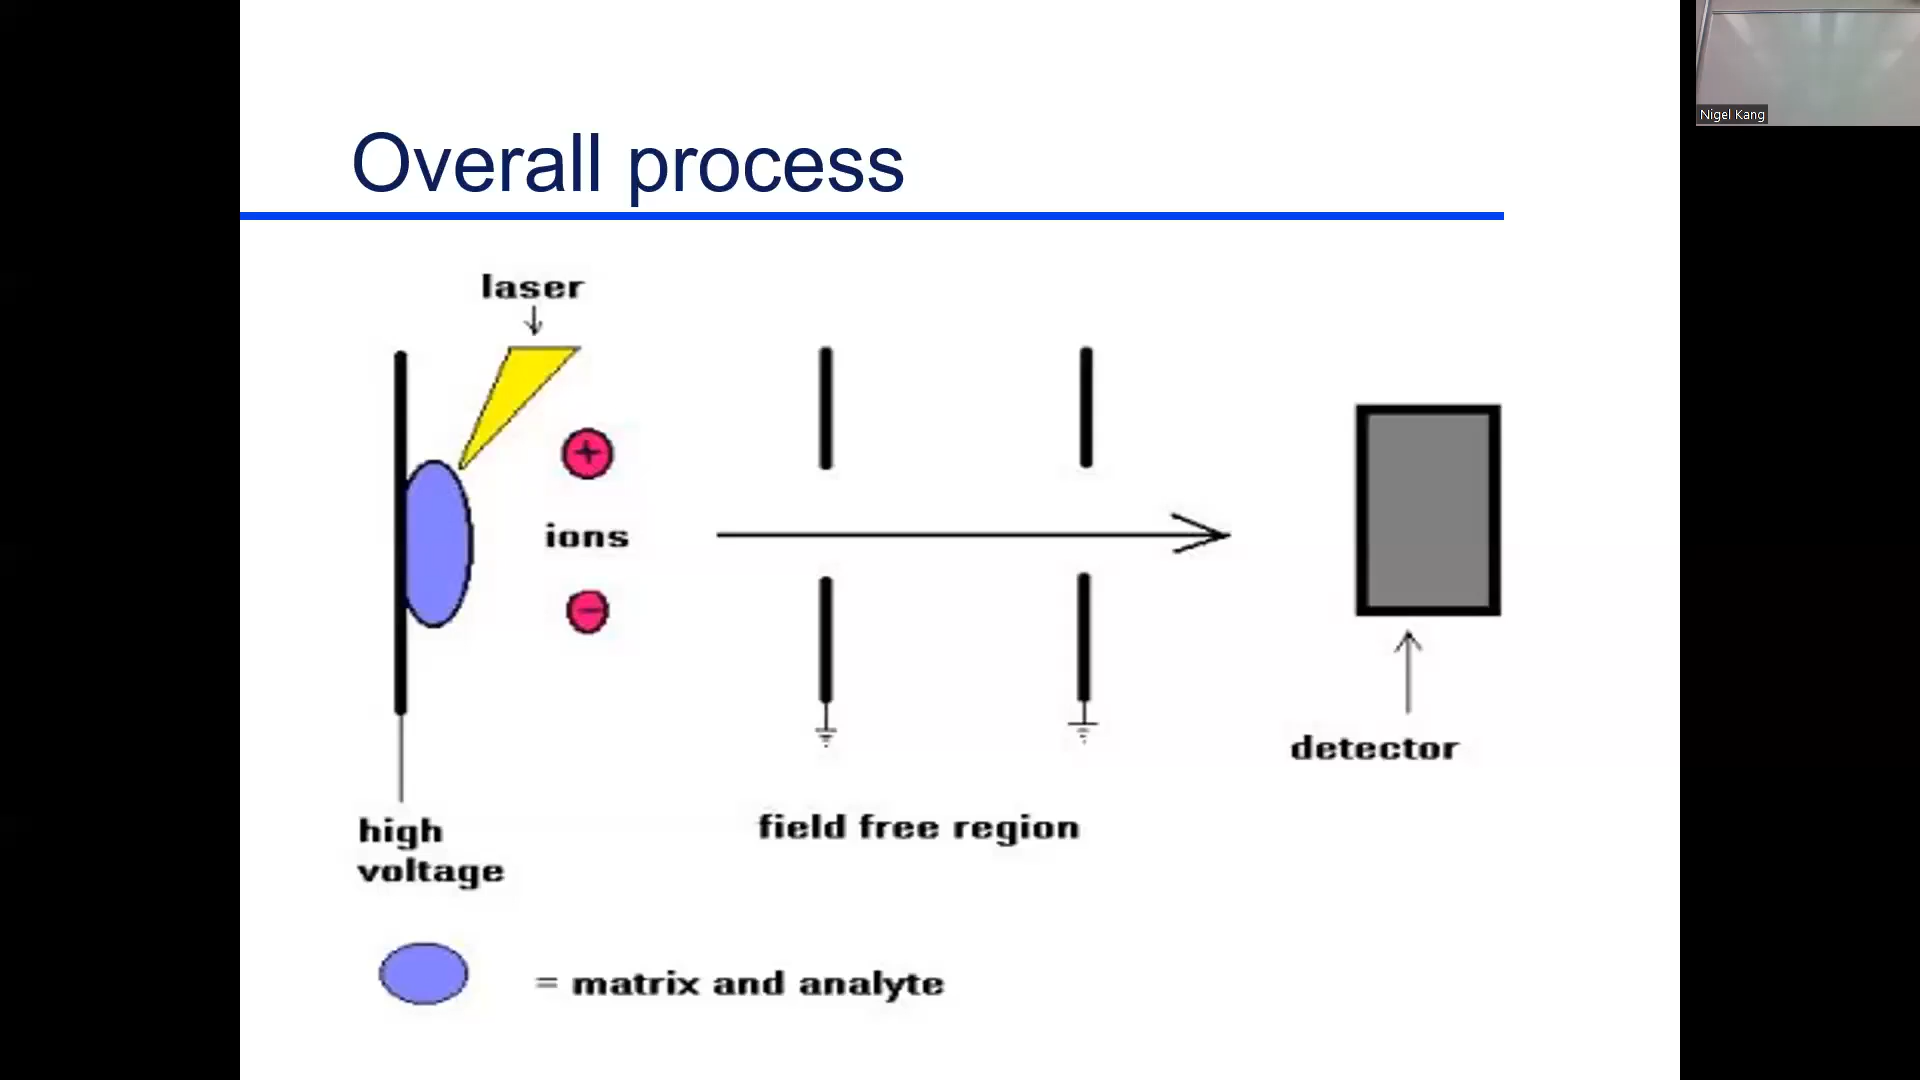 Nigel Kang
Overall process
laser
+
ions
−
detector
high
voltage
field free region
= matrix and analyte